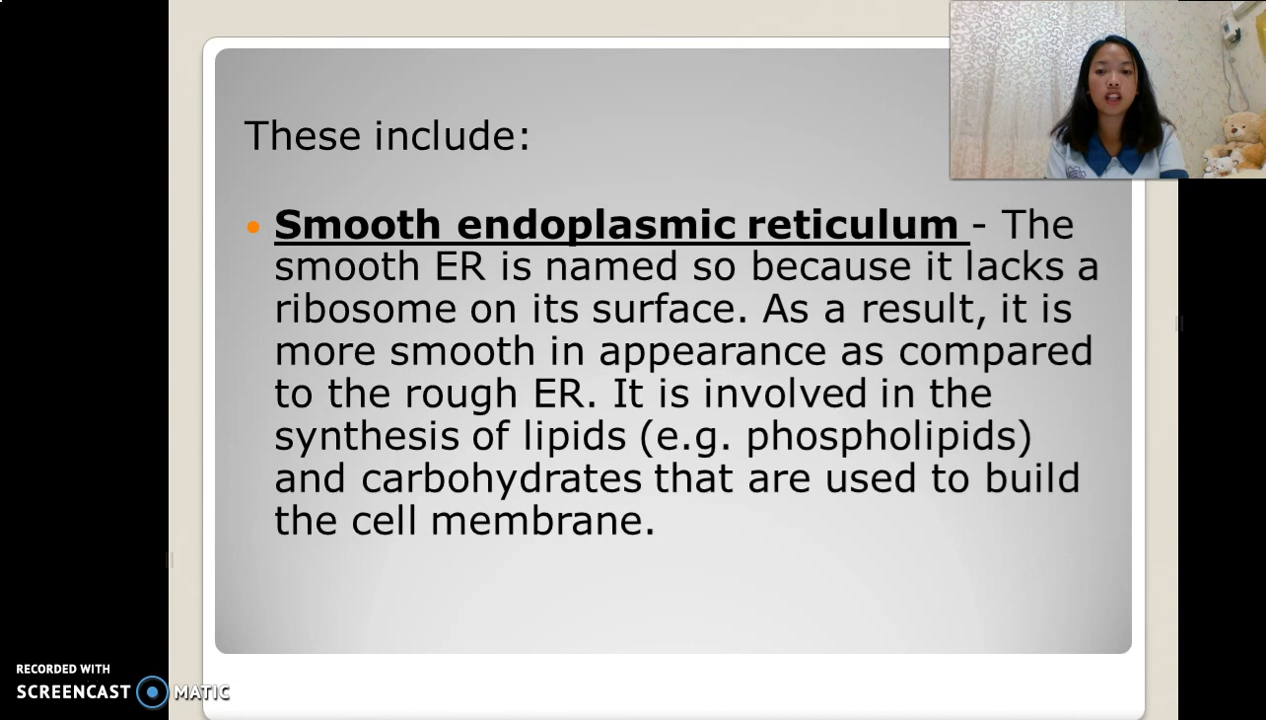 These include:
Smooth endoplasmic reticulum - The
smooth ER is named so because it lacks a
ribosome on its surface. As a result, it is
more smooth in appearance as compared
to the rough ER. It is involved in the
synthesis of lipids (e.g. phospholipids)
and carbohydrates that are used to build
the cell membrane.
RECORDED WITH
SCREENCAST MATIC